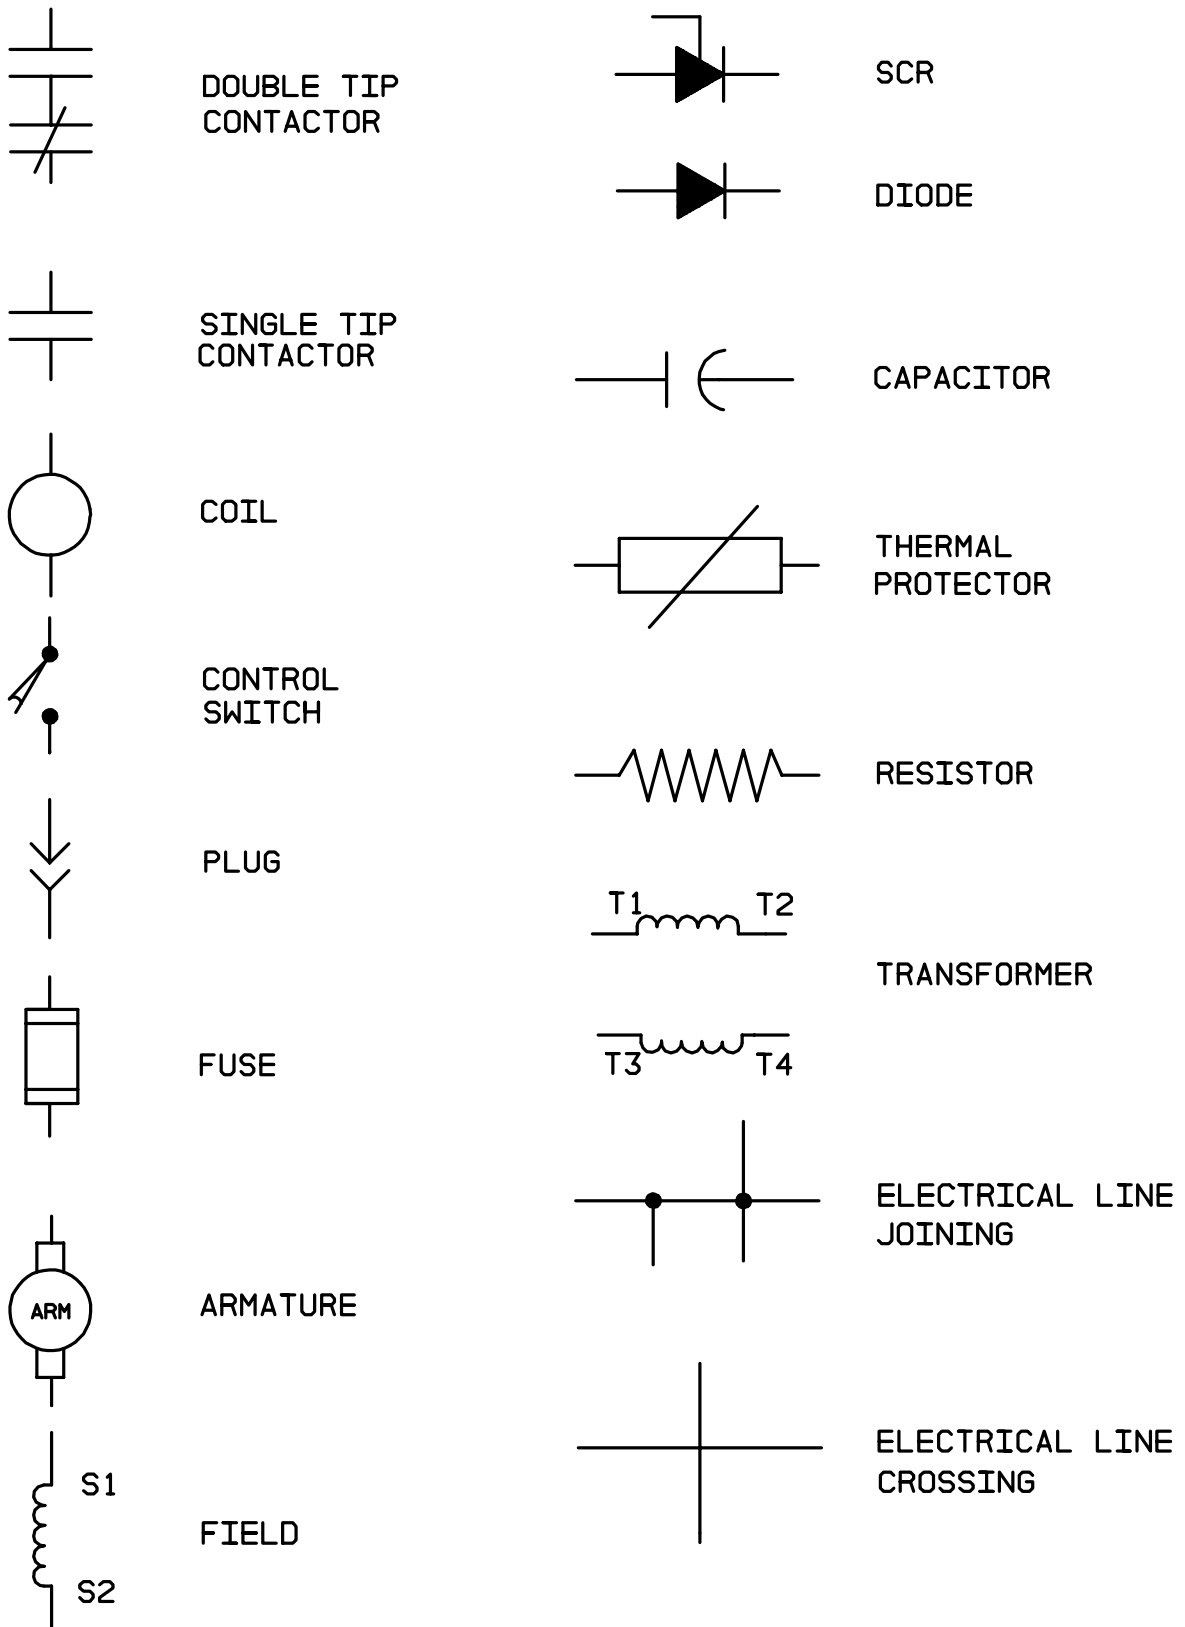 DOUBLE TIP
CONTACTOR
SINGLE TIP
CONTACTOR
COIL
CONTROL
SWITCH
PLUG
FUSE
ARM
ARMATURE
S1
FIELD
S2
SCR
DIODE
CAPACITOR
THERMAL
PROTECTOR
RESISTOR
T1 T2
TRANSFORMER
T3 T4
ELECTRICAL LINE
JOINING
ELECTRICAL LINE
CROSSING